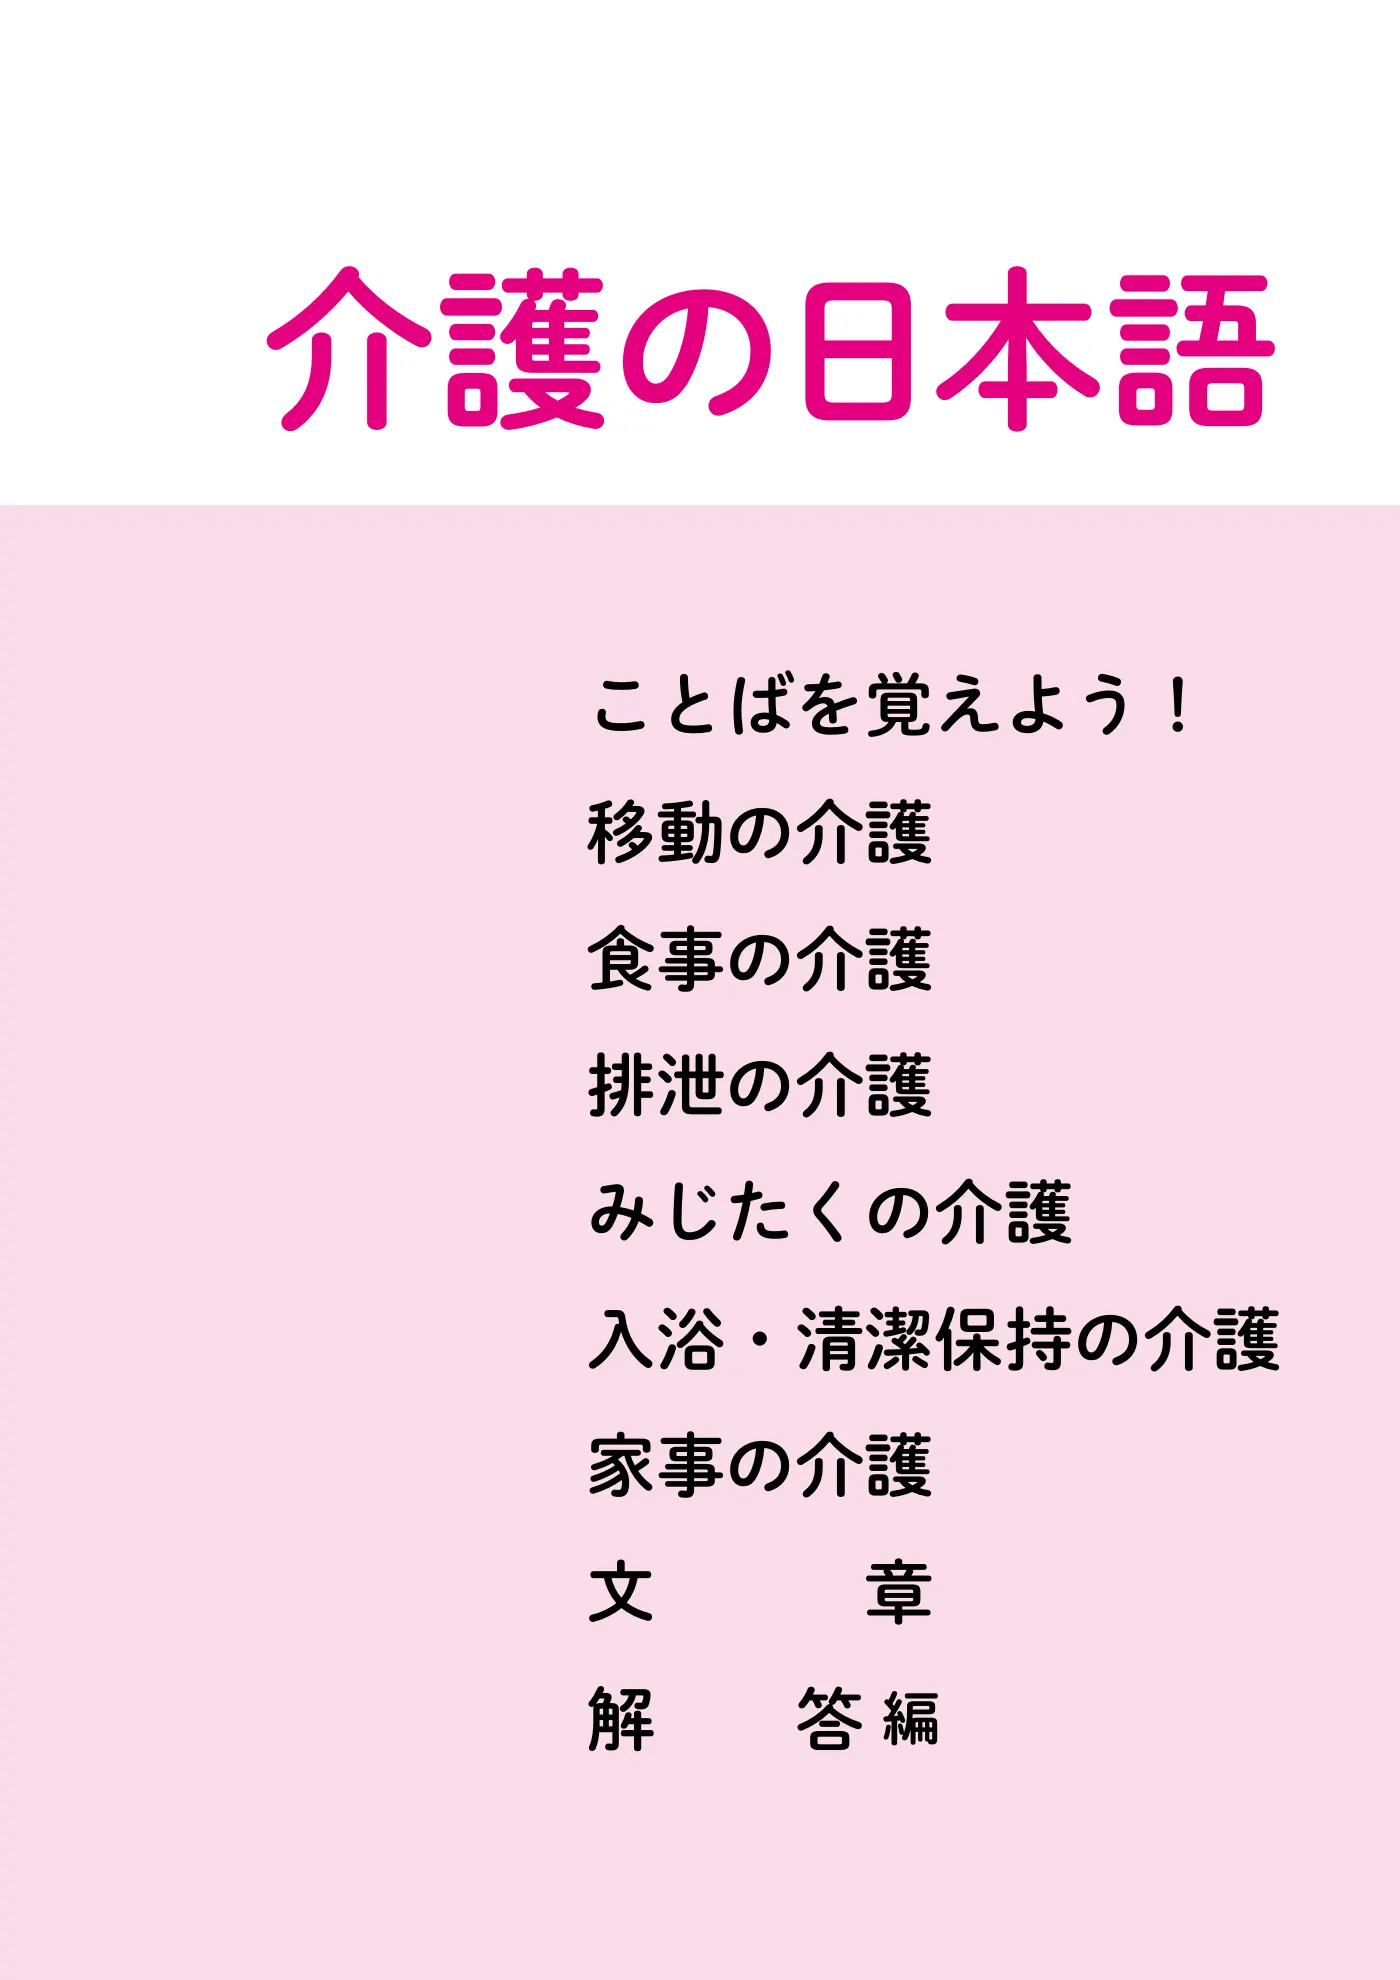 介護の日本語
ことばを覚えよう！
移動の介護
食事の介護
排泄の介護
みじたくの介護
入浴・清潔保持の介護
家事の介護
文　　　章
解　　答編